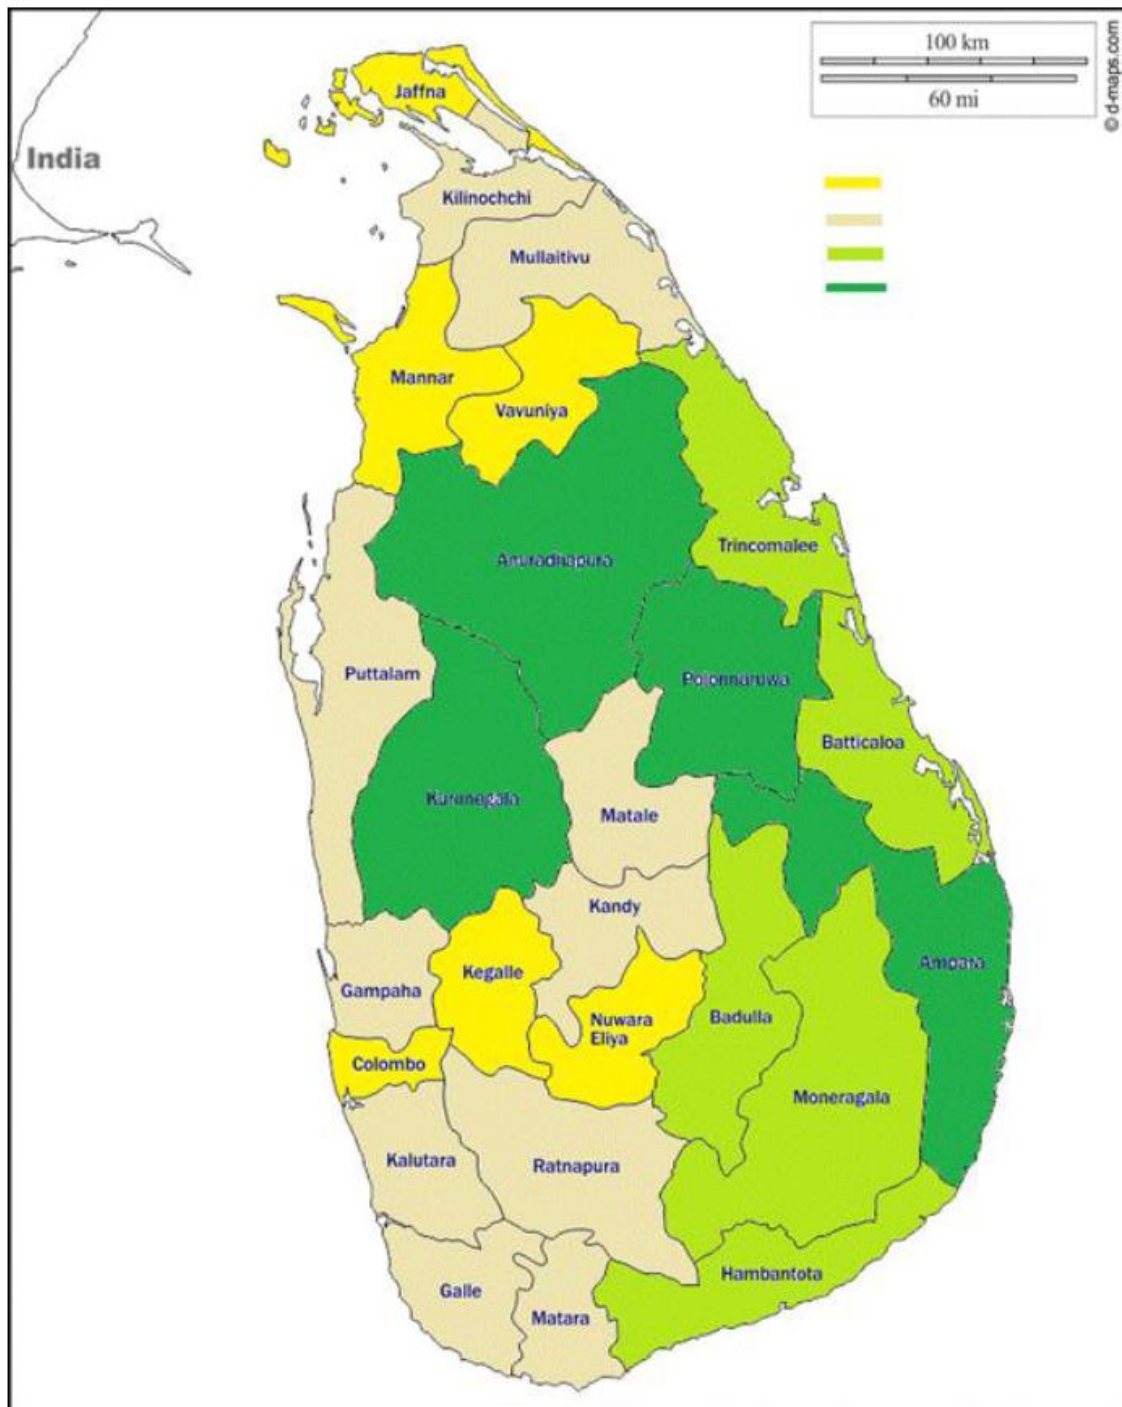 100 km
60 mi
© d-maps.com
India
Jaffna
Kilinochchi
Mullaitivu
Mannar
Vavuniya
Anuradhapura
Trincomalee
Puttalam
Polonnaruwa
Batticaloa
Kurunegala
Matale
Kandy
Ampara
Kegalle
Gampaha
Nuwara
Eliya
Badulla
Colombo
Moneragala
Kalutara
Ratnapura
Hambantota
Galle
Matara